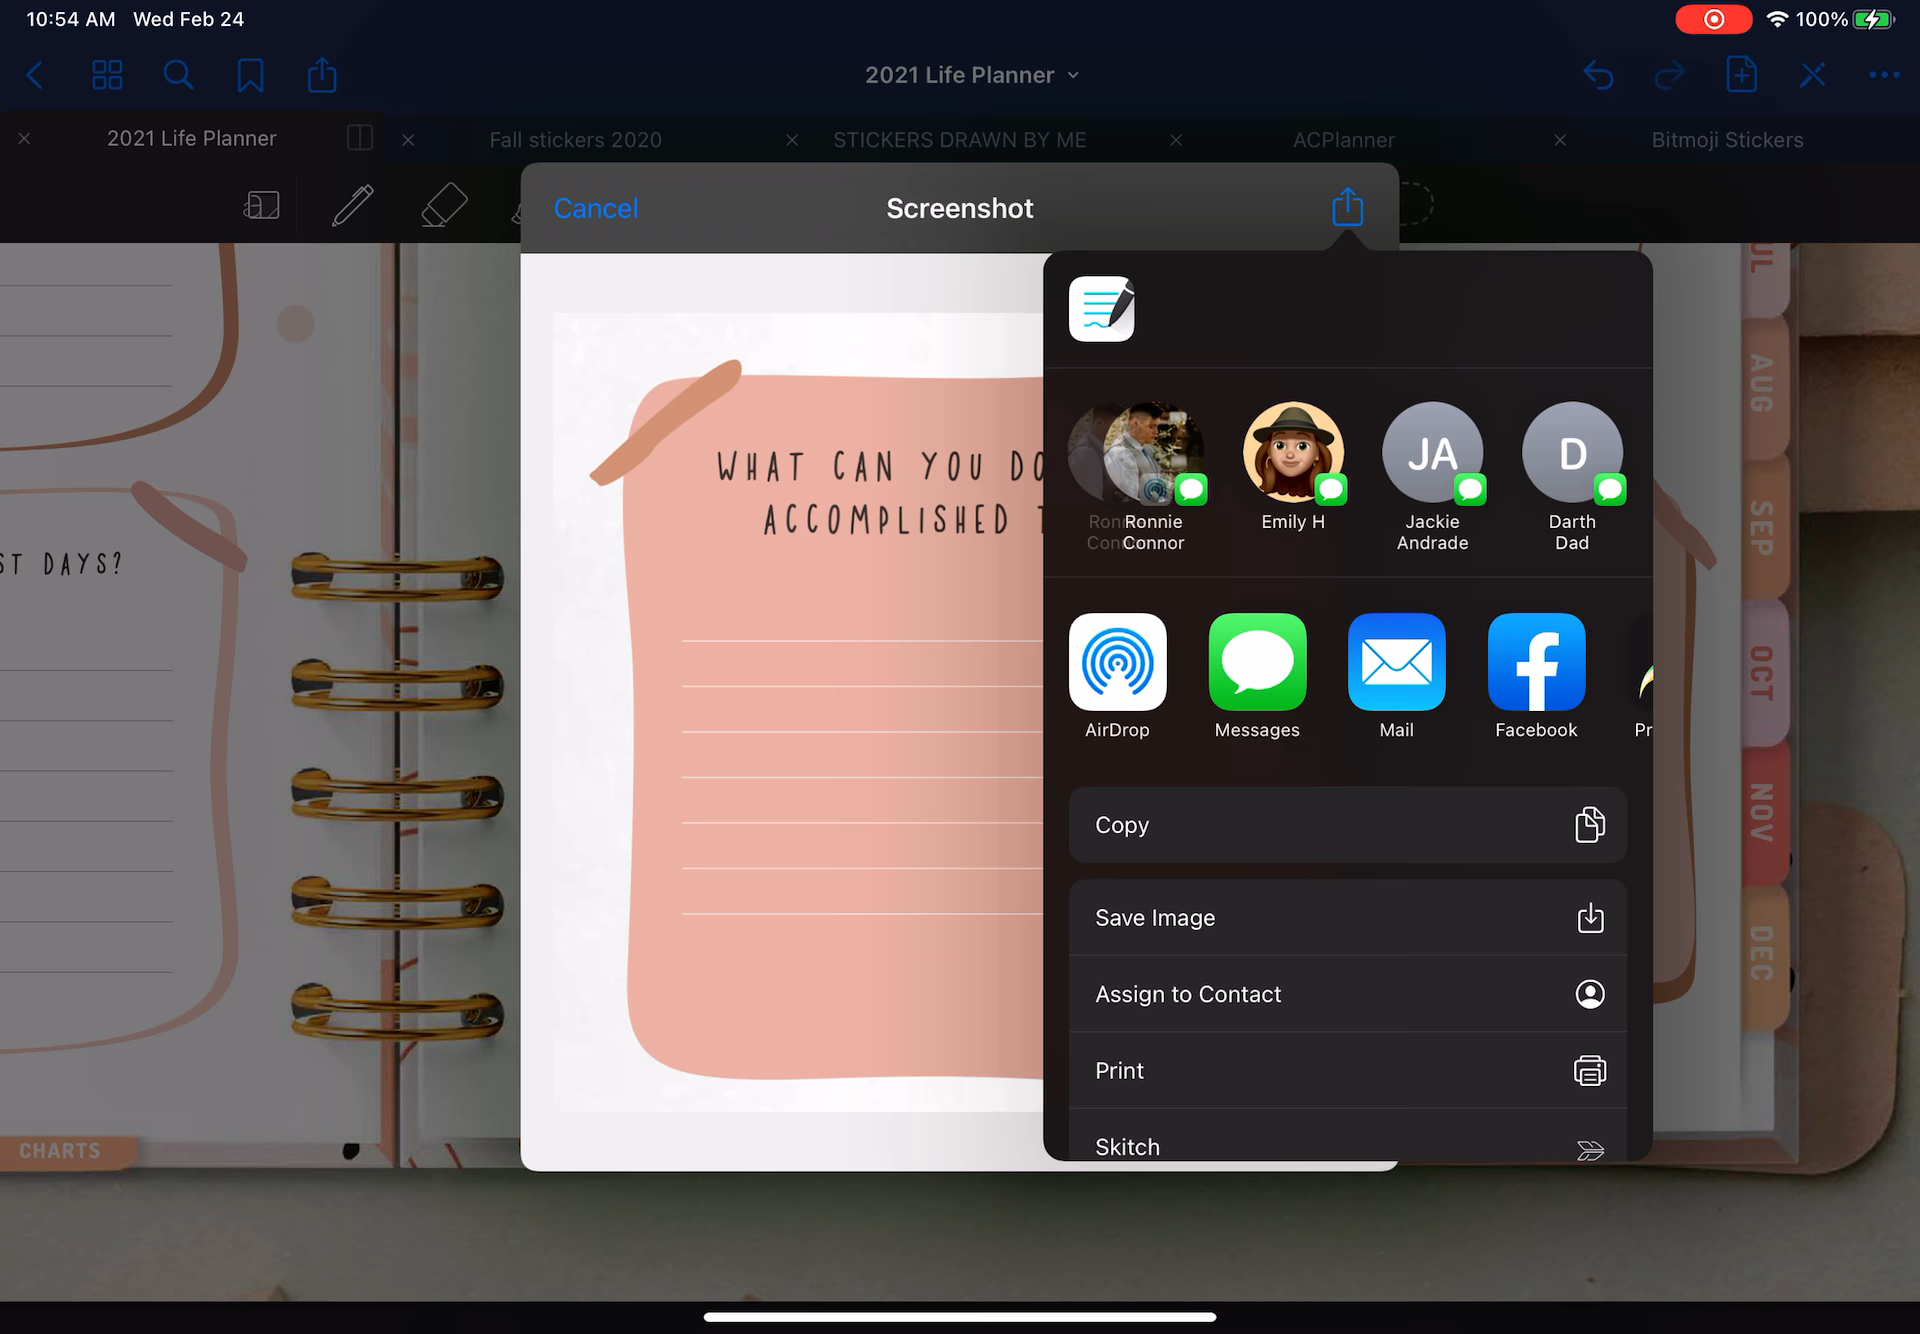 10:54 AM Wed Feb 24
100%
2021 Life Planner
2021 Life Planner
Fall stickers 2020
STICKERS DRAWN BY ME
ACPlanner
Bitmoji Stickers
Cancel
Screenshot
WHAT CAN YOU DO
ACCOMPLISHED
ST DAYS?
Ronnie
Connor
Emily H
Jackie
Andrade
Darth
Dad
JA
D
AirDrop
Messages
Mail
Facebook
Pr
Copy
Save Image
Assign to Contact
Print
Skitch
CHARTS
UL
AUG
SEP
OCT
NOV
DEC